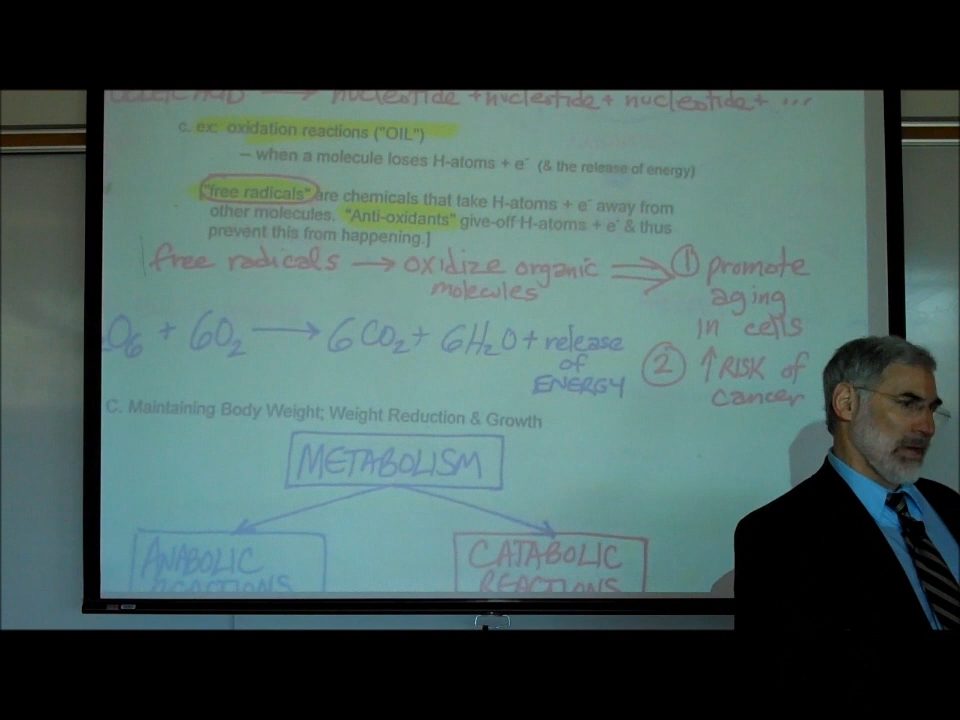 nucleotide + nucleotide + nucleotide + ...
c. ex: oxidation reactions ("OIL")
– when a molecule loses H-atoms + e⁻ (& the release of energy)
["free radicals" are chemicals that take H-atoms + e⁻ away from
other molecules. "Anti-oxidants" give-off H-atoms + e⁻ & thus
prevent this from happening.]
free radicals → oxidize organic ⇒ ① promote
molecules aging
in cells
O₆ + 6O₂ → 6CO₂ + 6H₂O + release
of ② ↑ RISK of
ENERGY cancer
C. Maintaining Body Weight; Weight Reduction & Growth
METABOLISM
ANABOLIC CATABOLIC
REACTIONS REACTIONS